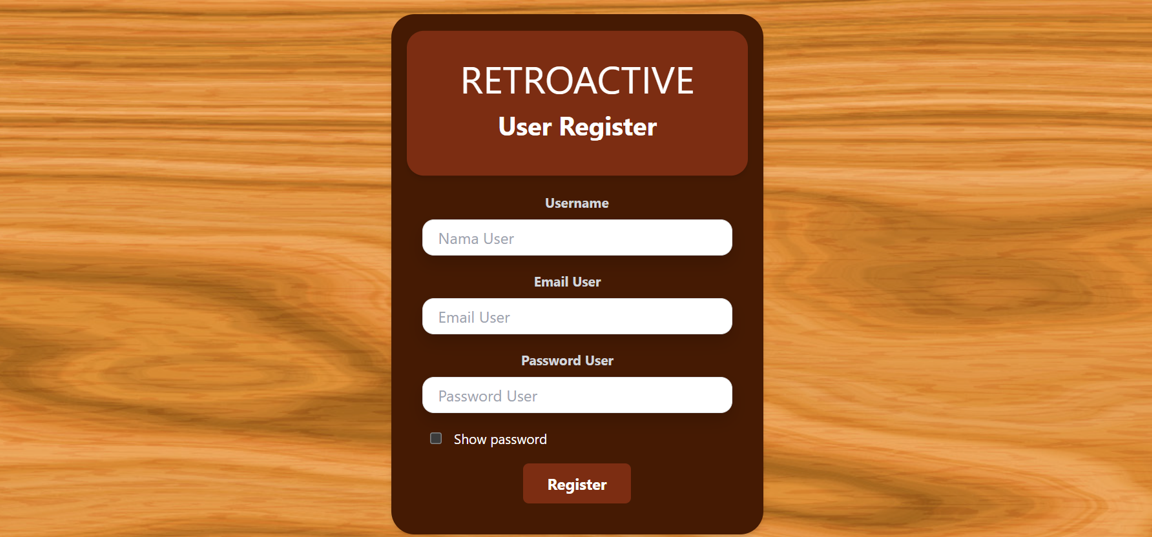 RETROACTIVE
User Register
Username
Nama User
Email User
Email User
Password User
Password User
Show password
Register